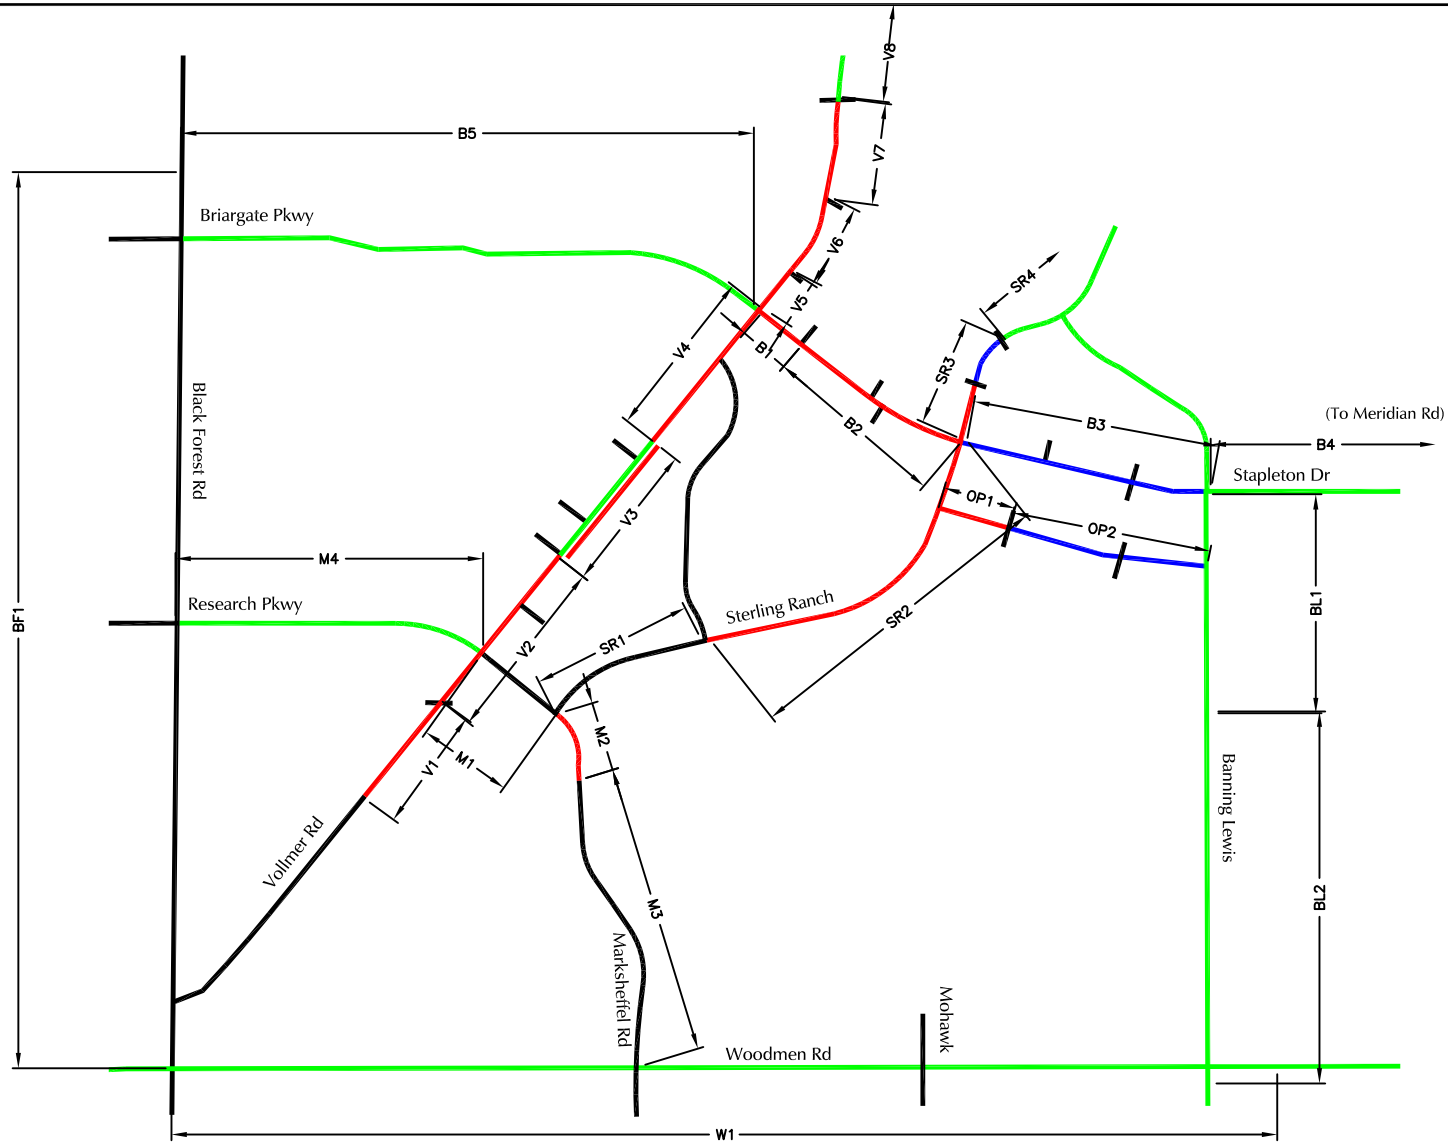 V8
B5
V7
Briargate Pkwy
V6
SR4
V5
V4
B1
SR3
Black Forest Rd
(To Meridian Rd)
B3
B2
B4
Stapleton Dr
OP1
V3
OP2
M4
Research Pkwy
Sterling Ranch
BL1
BF1
SR2
SR1
V2
M2
M1
V1
Banning Lewis
Vollmer Rd
BL2
M3
Marksheffel Rd
Mohawk
Woodmen Rd
W1